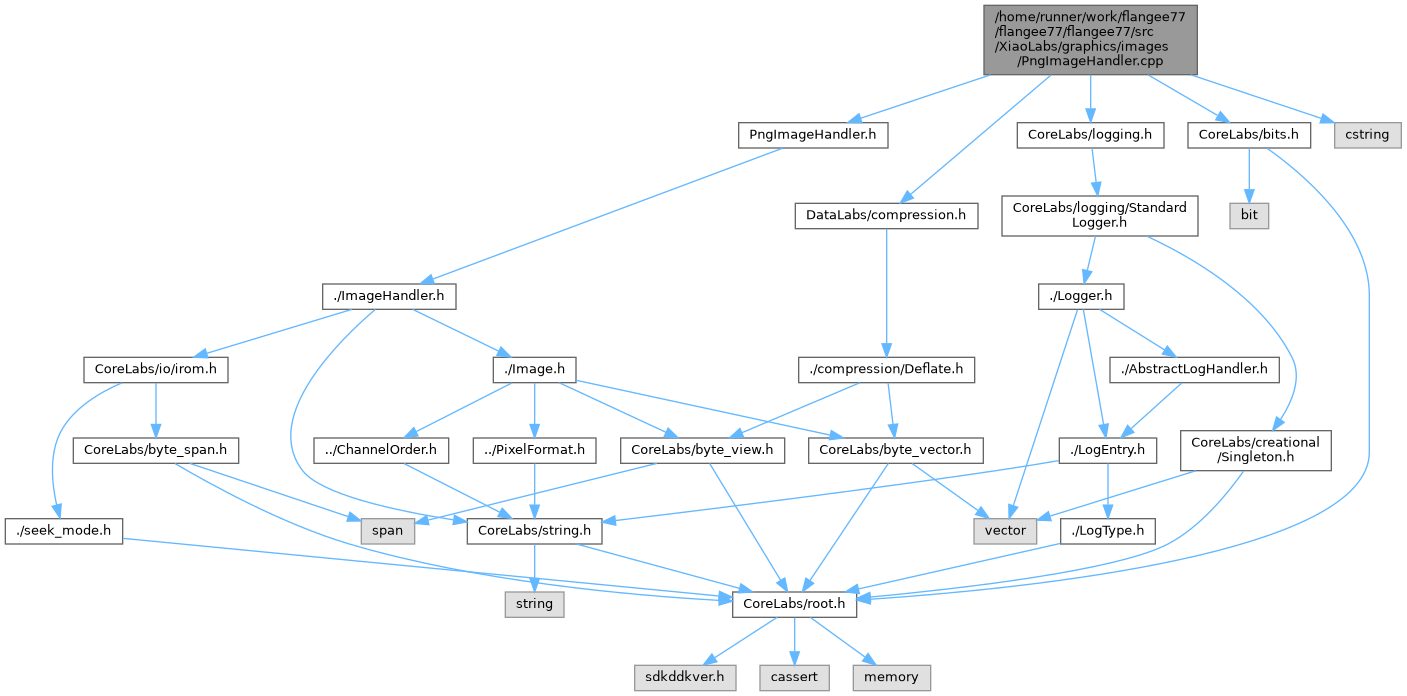 /home/runner/work/flangee77
/flangee77/flangee77/src
/XiaoLabs/graphics/images
/PngImageHandler.cpp
PngImageHandler.h
CoreLabs/logging.h
CoreLabs/bits.h
cstring
DataLabs/compression.h
CoreLabs/logging/Standard
Logger.h
bit
./ImageHandler.h
./Logger.h
CoreLabs/io/irom.h
./Image.h
./compression/Deflate.h
./AbstractLogHandler.h
CoreLabs/byte_span.h
../ChannelOrder.h
../PixelFormat.h
CoreLabs/byte_view.h
CoreLabs/byte_vector.h
./LogEntry.h
CoreLabs/creational
/Singleton.h
./seek_mode.h
span
CoreLabs/string.h
vector
./LogType.h
string
CoreLabs/root.h
sdkddkver.h
cassert
memory